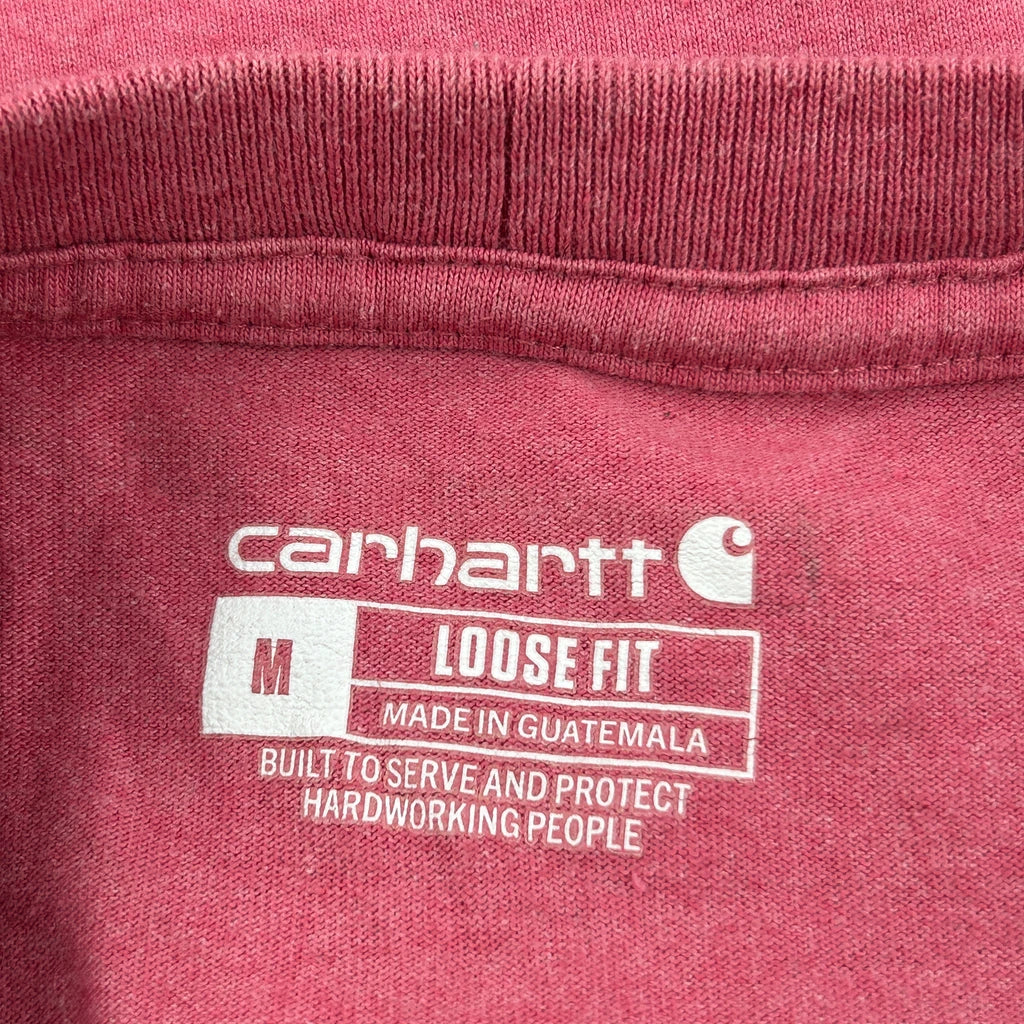 carhartt
M
LOOSE FIT
MADE IN GUATEMALA
BUILT TO SERVE AND PROTECT
HARDWORKING PEOPLE